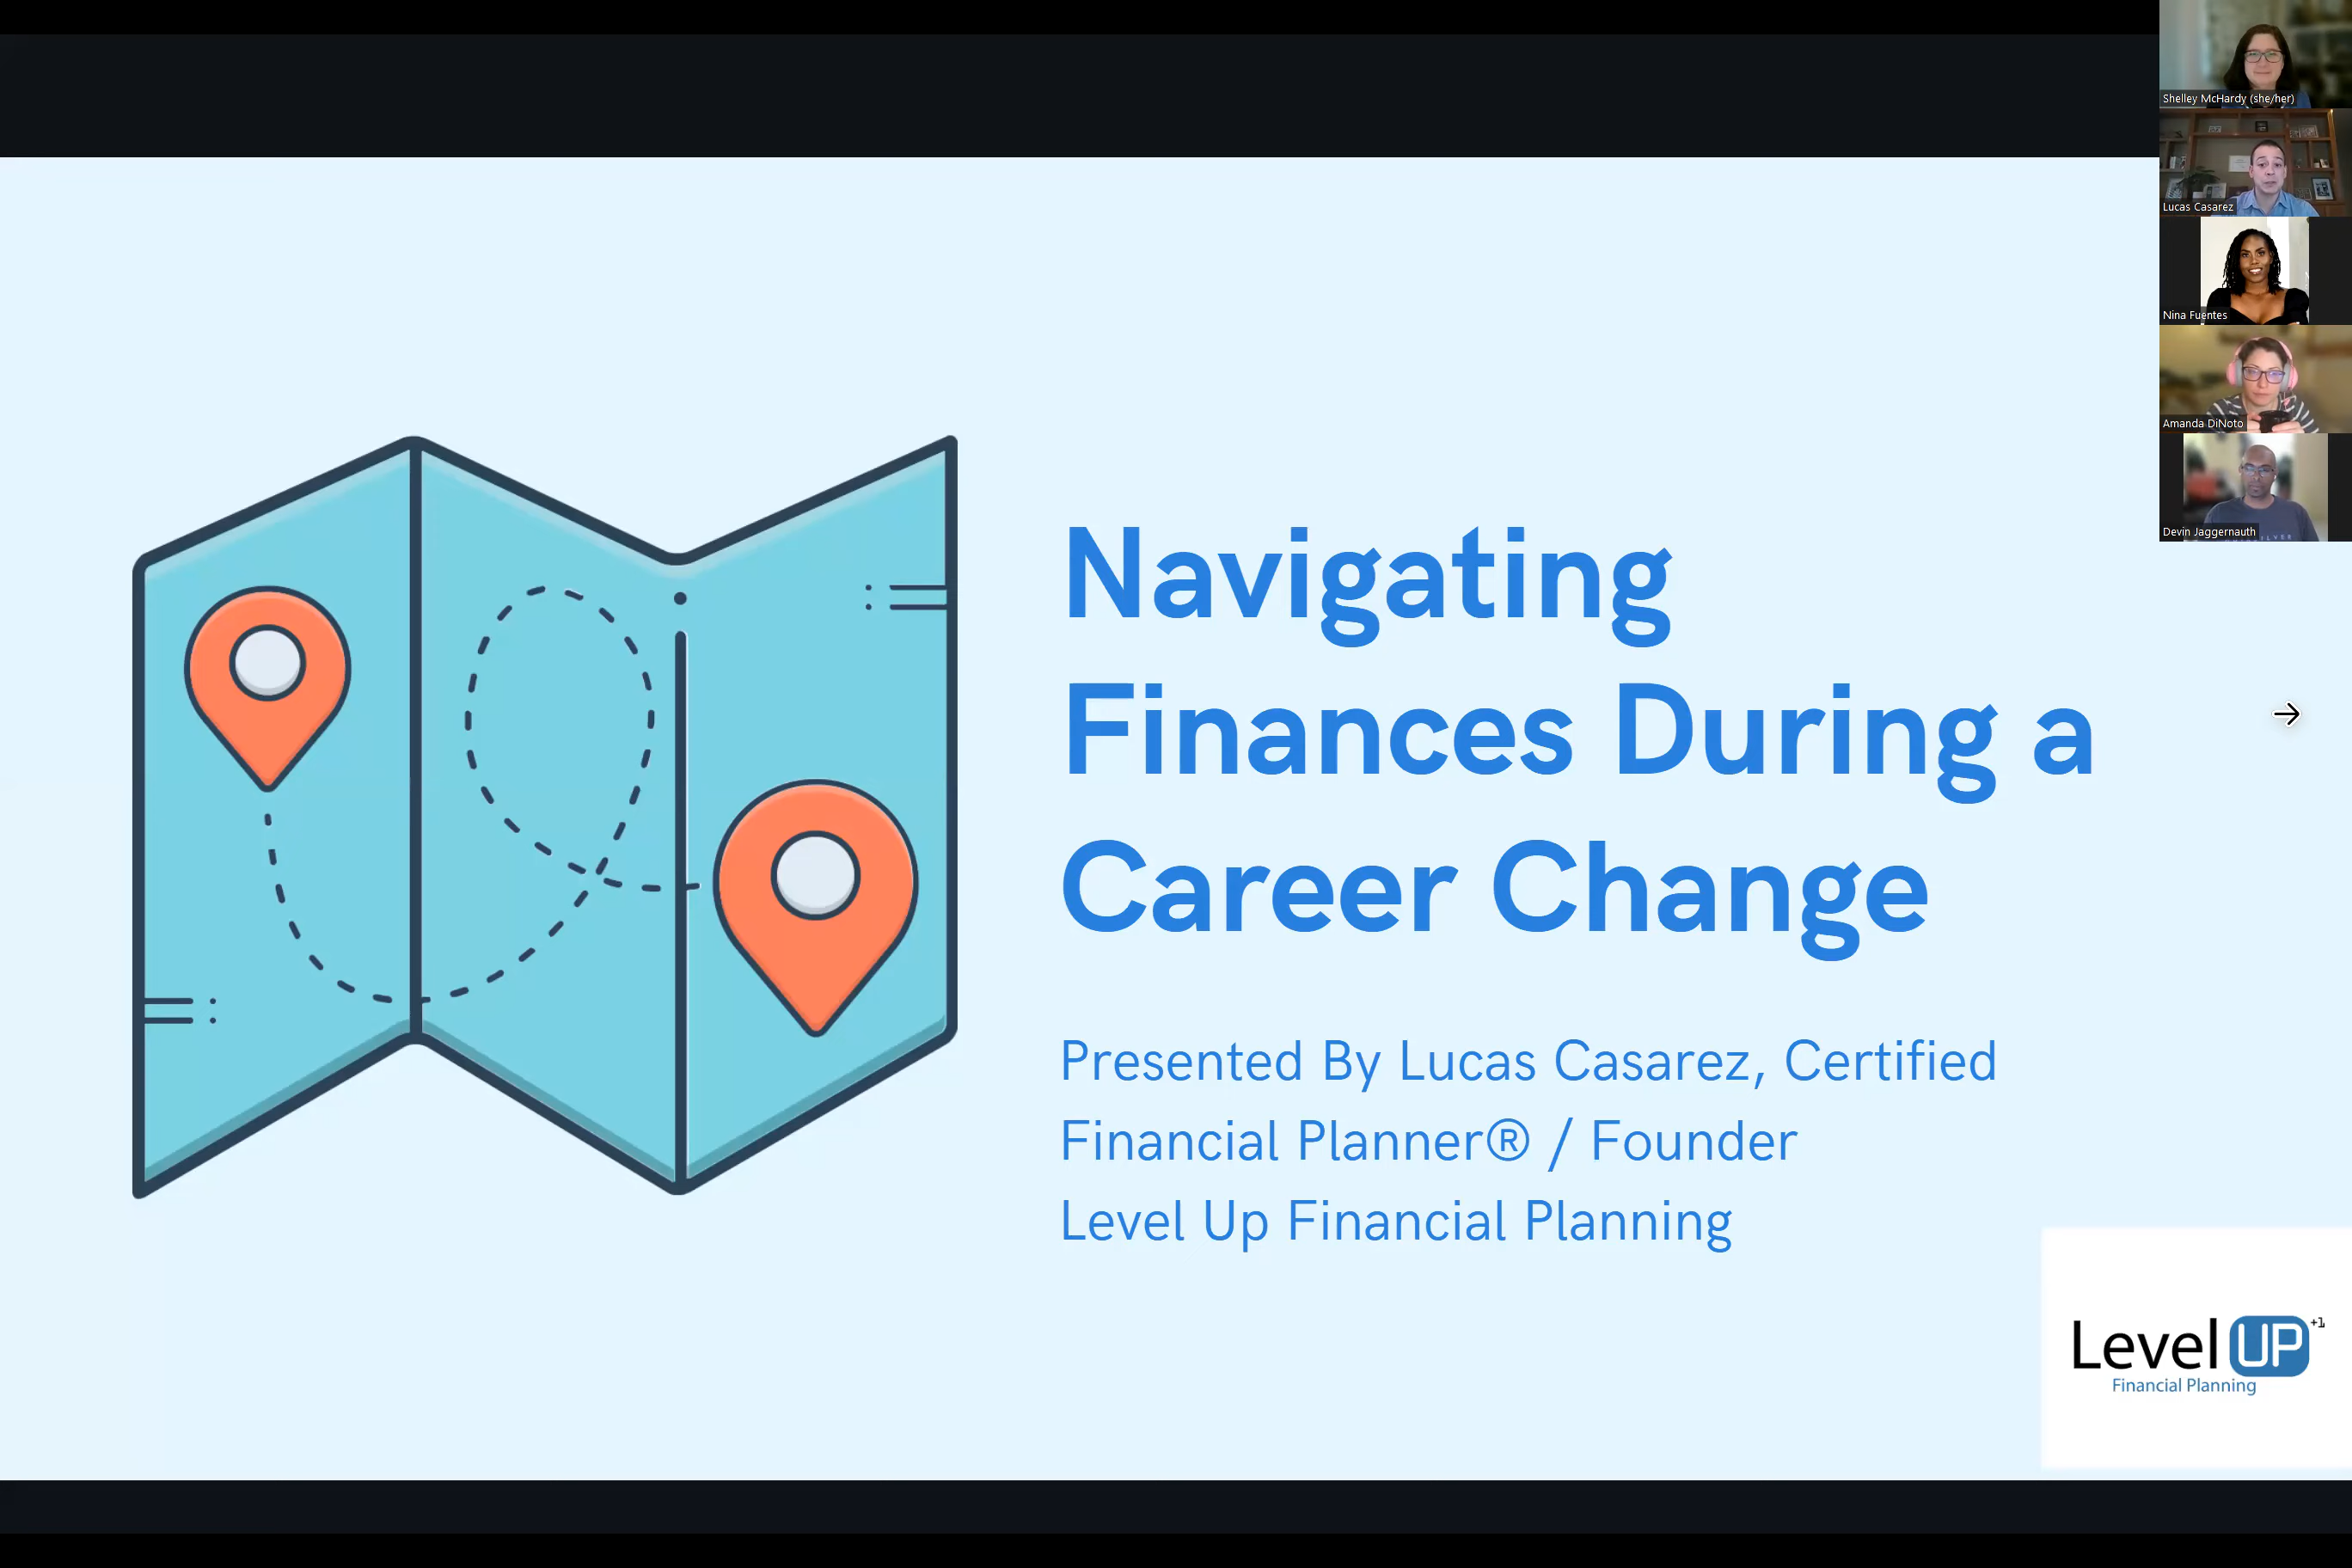 Shelley McHardy (she/her)
Lucas Casarez
Nina Fuentes
Amanda DiNoto
Devin Jaggernauth
Navigating
Finances During a
Career Change
Presented By Lucas Casarez, Certified
Financial Planner® / Founder
Level Up Financial Planning
Level UP +1
Financial Planning